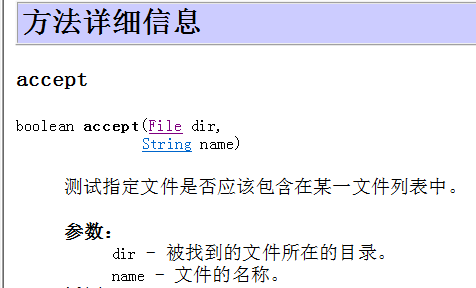 方法详细信息
accept
boolean accept(File dir,
String name)
测试指定文件是否应该包含在某一文件列表中。
参数：
dir - 被找到的文件所在的目录。
name - 文件的名称。